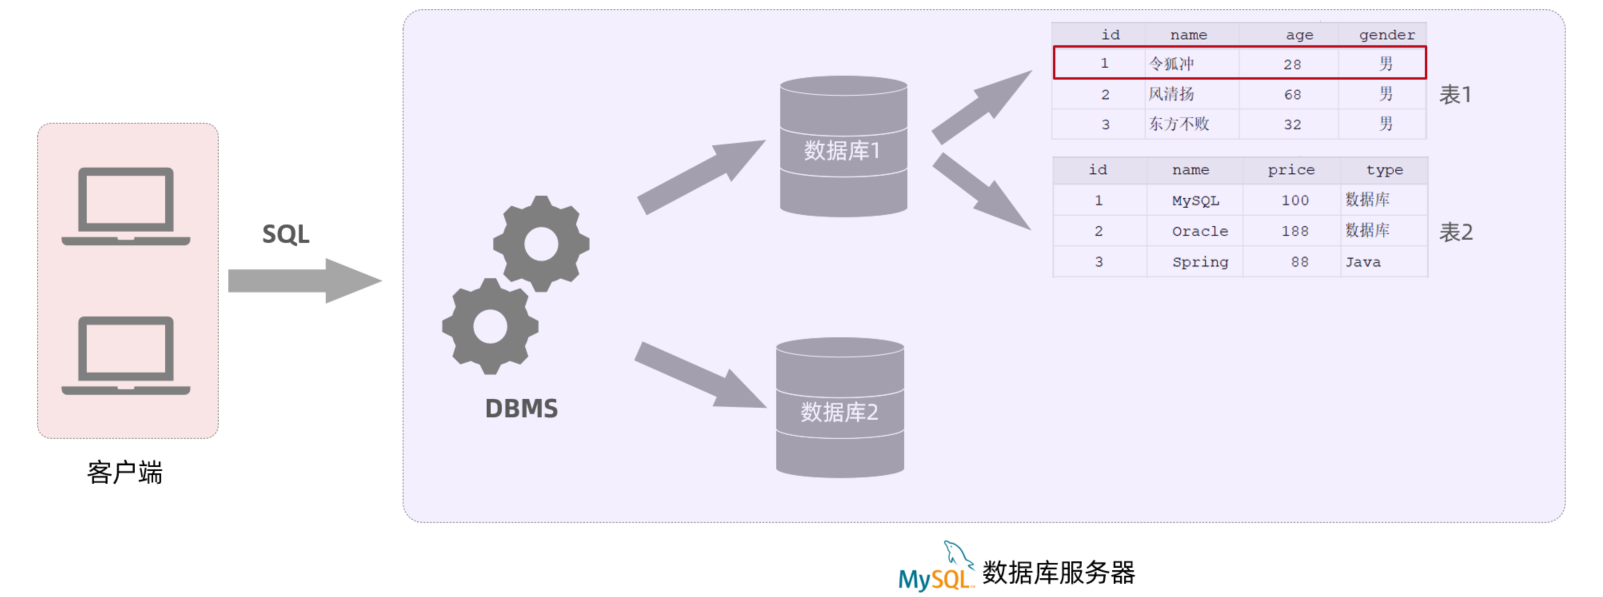 SQL
客户端
DBMS
数据库1
数据库2
id name age gender
1 令狐冲 28 男
2 风清扬 68 男
3 东方不败 32 男
表1
id name price type
1 MySQL 100 数据库
2 Oracle 188 数据库
3 Spring 88 Java
表2
MySQL 数据库服务器